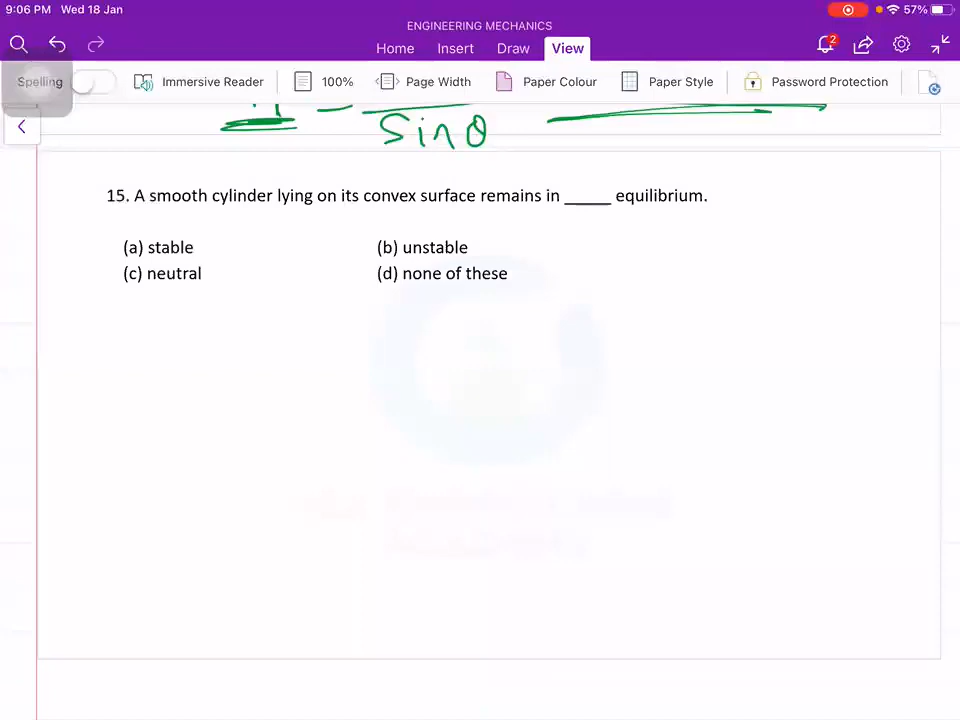 9:06 PM Wed 18 Jan
57%
ENGINEERING MECHANICS
Home Insert Draw View
2
Spelling Immersive Reader 100% Page Width Paper Colour Paper Style Password Protection
sin θ
15. A smooth cylinder lying on its convex surface remains in _____ equilibrium.
(a) stable (b) unstable
(c) neutral (d) none of these